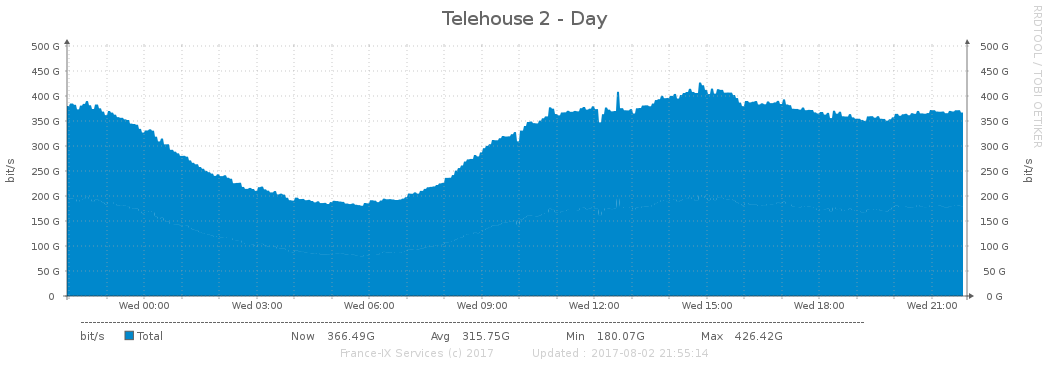 Telehouse 2 - Day
RRDTOOL / TOBI OETIKER
500 G 500 G
450 G 450 G
400 G 400 G
350 G 350 G
300 G 300 G
250 G 250 G
200 G 200 G
150 G 150 G
100 G 100 G
50 G 50 G
0 0 G
bit/s bit/s
Wed 00:00 Wed 03:00 Wed 06:00 Wed 09:00 Wed 12:00 Wed 15:00 Wed 18:00 Wed 21:00
bit/s Total Now 366.49G Avg 315.75G Min 180.07G Max 426.42G
France-IX Services (c) 2017 Updated : 2017-08-02 21:55:14